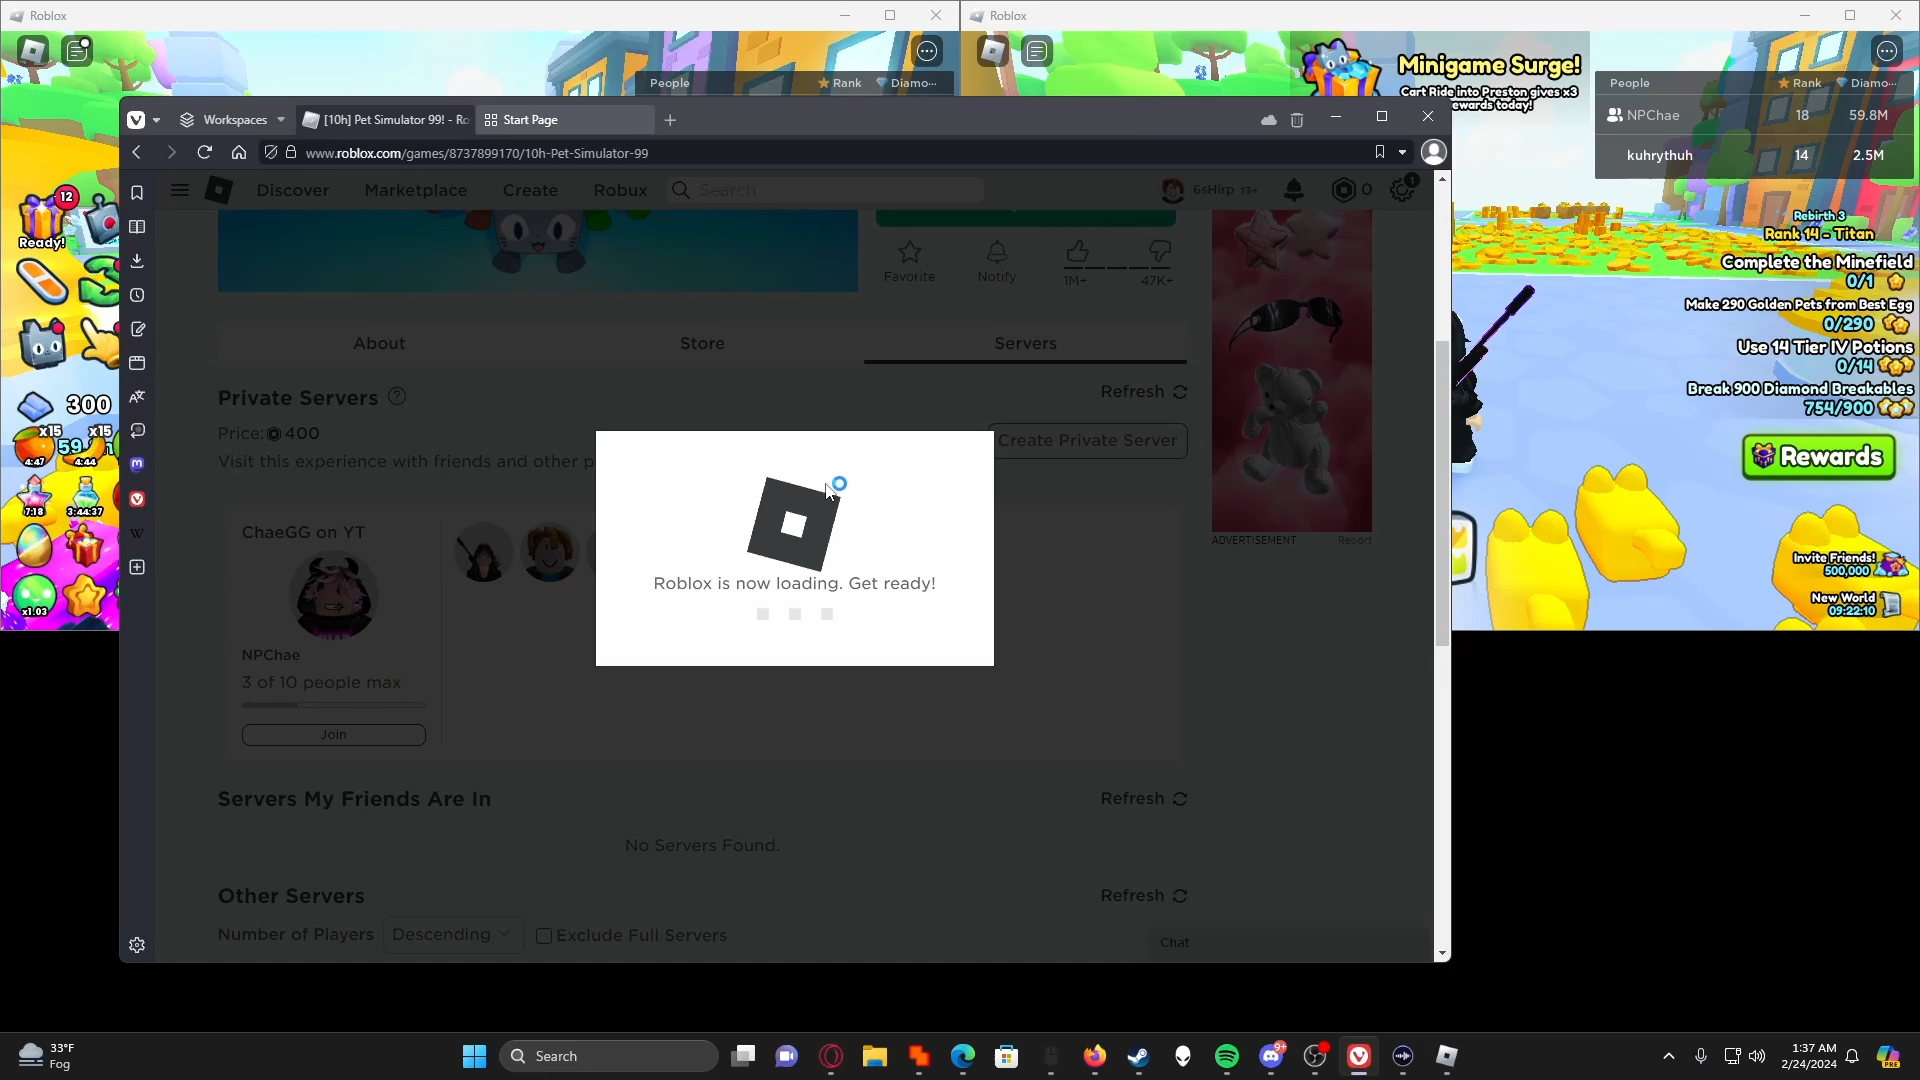 Roblox
Roblox
People Rank Diamo···
Minigame Surge!
Cart Ride into Preston gives x3
ewards today!
People Rank Diamo···
NPChae 18 59.8M
kuhrythuh 14 2.5M
Workspaces
[10h] Pet Simulator 99! - Ro
Start Page
www.roblox.com/games/8737899170/10h-Pet-Simulator-99
Discover Marketplace Create Robux Search 6sHirp 13+ 0 1
Favorite Notify 1M+ 47K+
About Store Servers
Private Servers
Refresh
Price: 400
Create Private Server
Visit this experience with friends and other p
ChaeGG on YT
NPChae
3 of 10 people max
Join
Roblox is now loading. Get ready!
ADVERTISEMENT Report
Servers My Friends Are In
Refresh
No Servers Found.
Other Servers
Refresh
Number of Players Descending Exclude Full Servers
Chat
12
Ready!
300
x15 x15
59
4:47 4:44
7:18 3:44:37
x1.03
Rebirth 3
Rank 14 - Titan
Complete the Minefield
0/1
Make 290 Golden Pets from Best Egg
0/290
Use 14 Tier IV Potions
0/14
Break 900 Diamond Breakables
754/900
Rewards
Invite Friends!
500,000
New World
09:22:10
33°F
Fog
Search
9+
1:37 AM
2/24/2024
PRE